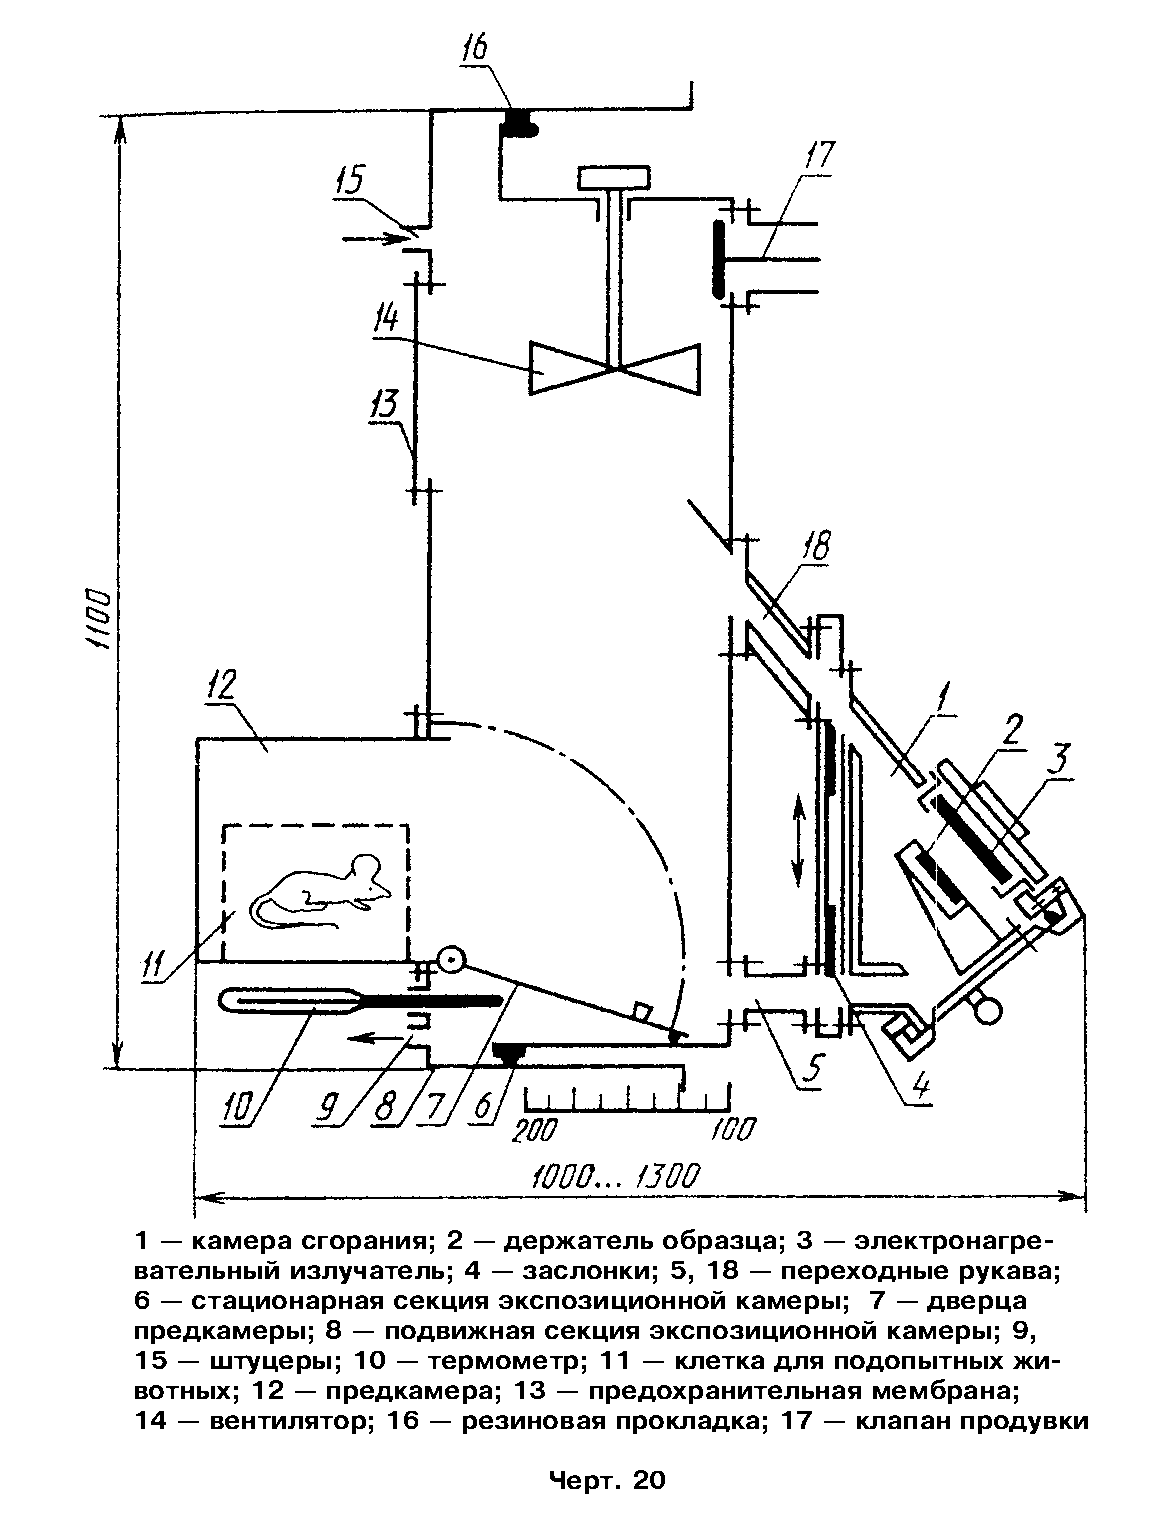 16
15
17
14
13
1100
18
12
1
2
3
11
10
9
8
7
6
5
4
200
100
1000... 1300
1 — камера сгорания; 2 — держатель образца; 3 — электронагре-
вательный излучатель; 4 — заслонки; 5, 18 — переходные рукава;
6 — стационарная секция экспозиционной камеры; 7 — дверца
предкамеры; 8 — подвижная секция экспозиционной камеры; 9,
15 — штуцеры; 10 — термометр; 11 — клетка для подопытных жи-
вотных; 12 — предкамера; 13 — предохранительная мембрана;
14 — вентилятор; 16 — резиновая прокладка; 17 — клапан продувки
Черт. 20